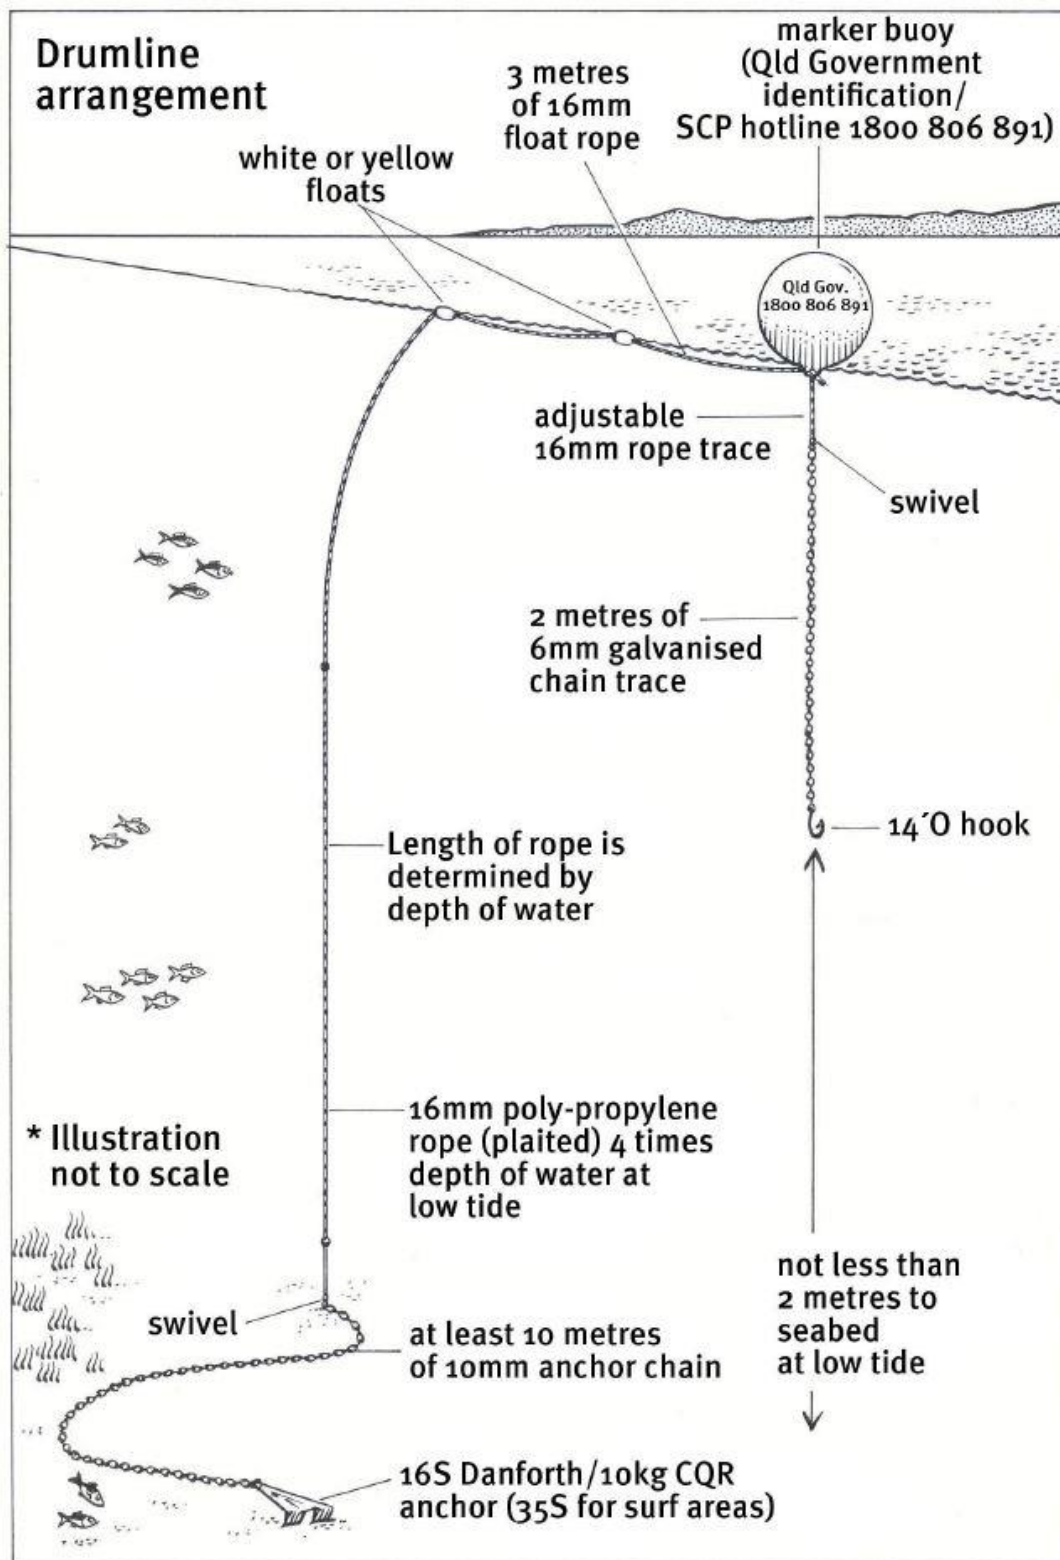 Drumline
arrangement
white or yellow
floats
3 metres
of 16mm
float rope
marker buoy
(Qld Government
identification/
SCP hotline 1800 806 891)
Qld Gov.
1800 806 891
adjustable
16mm rope trace
swivel
2 metres of
6mm galvanised
chain trace
14´O hook
Length of rope is
determined by
depth of water
16mm poly-propylene
rope (plaited) 4 times
depth of water at
low tide
* Illustration
not to scale
not less than
2 metres to
seabed
at low tide
swivel
at least 10 metres
of 10mm anchor chain
16S Danforth/10kg CQR
anchor (35S for surf areas)